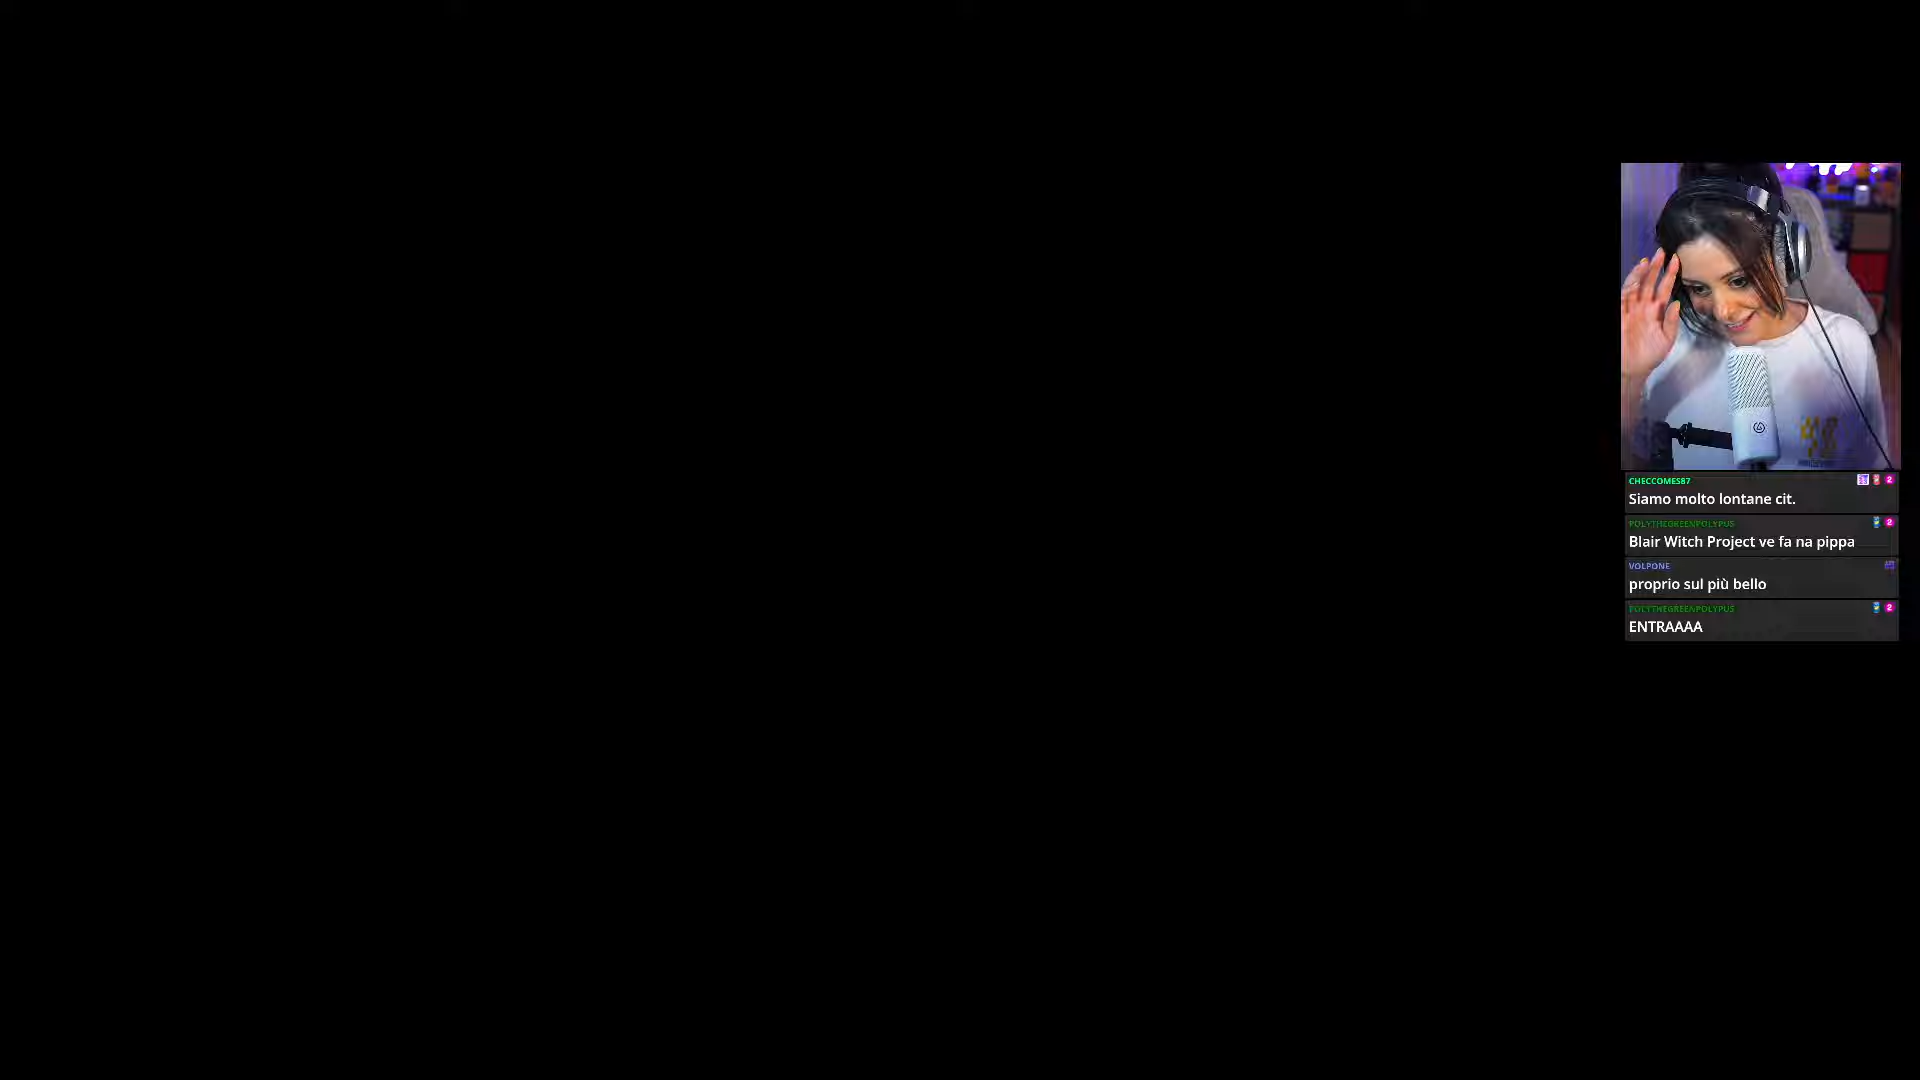 CHECCOMES87
Siamo molto lontane cit.
POLYTHEGREENPOLYPUS
Blair Witch Project ve fa na pippa
VOLPONE
proprio sul più bello
POLYTHEGREENPOLYPUS
ENTRAAAA